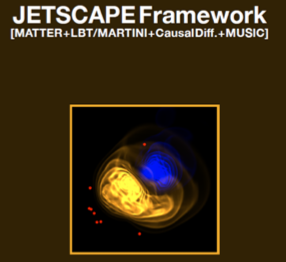 JETSCAPE Framework
[MATTER+LBT/MARTINI+CausalDiff.+MUSIC]